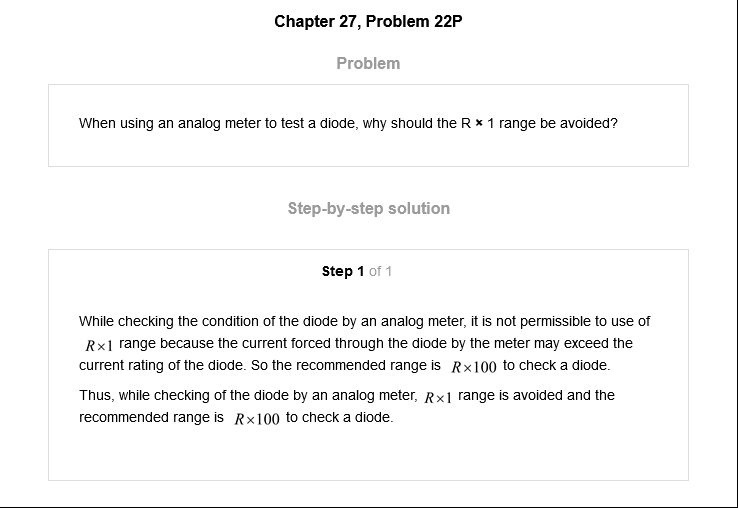 Chapter 27, Problem 22P
Problem
When using an analog meter to test a diode, why should the R × 1 range be avoided?
Step-by-step solution
Step 1 of 1
While checking the condition of the diode by an analog meter, it is not permissible to use of
R×1 range because the current forced through the diode by the meter may exceed the
current rating of the diode. So the recommended range is R×100 to check a diode.
Thus, while checking of the diode by an analog meter, R×1 range is avoided and the
recommended range is R×100 to check a diode.